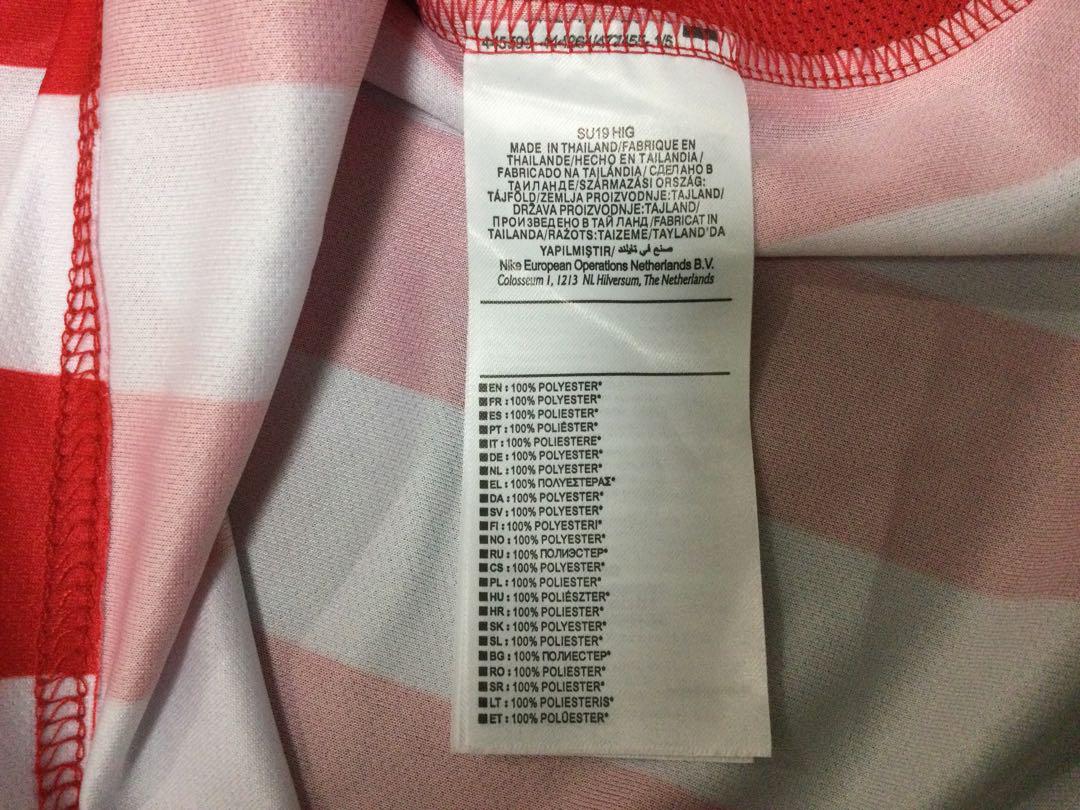 SU19 HIG
MADE IN THAILAND/FABRIQUE EN
THAILANDE/HECHO EN TAILANDIA/
FABRICADO NA TAILÂNDIA/СДЕЛАНО В
ТАИЛАНДЕ/SZÁRMAZÁSI ORSZÁG:
TÁJFÖLD/ZEMLJA PROIZVODNJE:TAJLAND/
DRŽAVA PROIZVODNJE:TAJLAND/
ПРОИЗВЕДЕНО В ТАЙ ЛАНД/FABRICAT IN
TAILANDA/RAŽOTS:TAIZEME/TAYLAND'DA
YAPILMIŞTIR/ صنع في تايلند
Nike European Operations Netherlands B.V.
Colosseum 1, 1213 NL Hilversum, The Netherlands
EN : 100% POLYESTER*
FR : 100% POLYESTER*
ES : 100% POLIESTER*
PT : 100% POLIÉSTER*
IT : 100% POLIESTERE*
DE : 100% POLYESTER*
NL : 100% POLYESTER*
EL : 100% ΠΟΛΥΕΣΤΕΡΑΣ*
DA : 100% POLYESTER*
SV : 100% POLYESTER*
FI : 100% POLYESTERI*
NO : 100% POLYESTER*
RU : 100% ПОЛИЭСТЕР*
CS : 100% POLYESTER*
PL : 100% POLIESTER*
HU : 100% POLIÉSZTER*
HR : 100% POLIESTER*
SK : 100% POLYESTER*
SL : 100% POLIESTER*
BG : 100% ПОЛИЕСТЕР*
RO : 100% POLIESTER*
SR : 100% POLIESTER*
LT : 100% POLIESTERIS*
ET : 100% POLÜESTER*